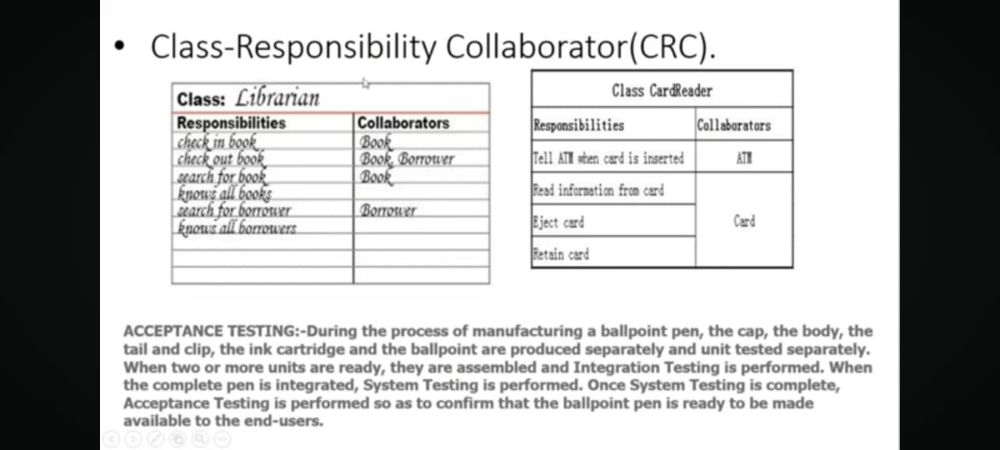 • Class-Responsibility Collaborator(CRC).
Class: Librarian
Responsibilities Collaborators
check in book Book
check out book Book, Borrower
search for book Book
knows all books
search for borrower Borrower
knows all borrowers
Class CardReader
Responsibilities Collaborators
Tell ATM when card is inserted ATM
Read information from card
Eject card Card
Retain card
ACCEPTANCE TESTING:-During the process of manufacturing a ballpoint pen, the cap, the body, the
tail and clip, the ink cartridge and the ballpoint are produced separately and unit tested separately.
When two or more units are ready, they are assembled and Integration Testing is performed. When
the complete pen is integrated, System Testing is performed. Once System Testing is complete,
Acceptance Testing is performed so as to confirm that the ballpoint pen is ready to be made
available to the end-users.